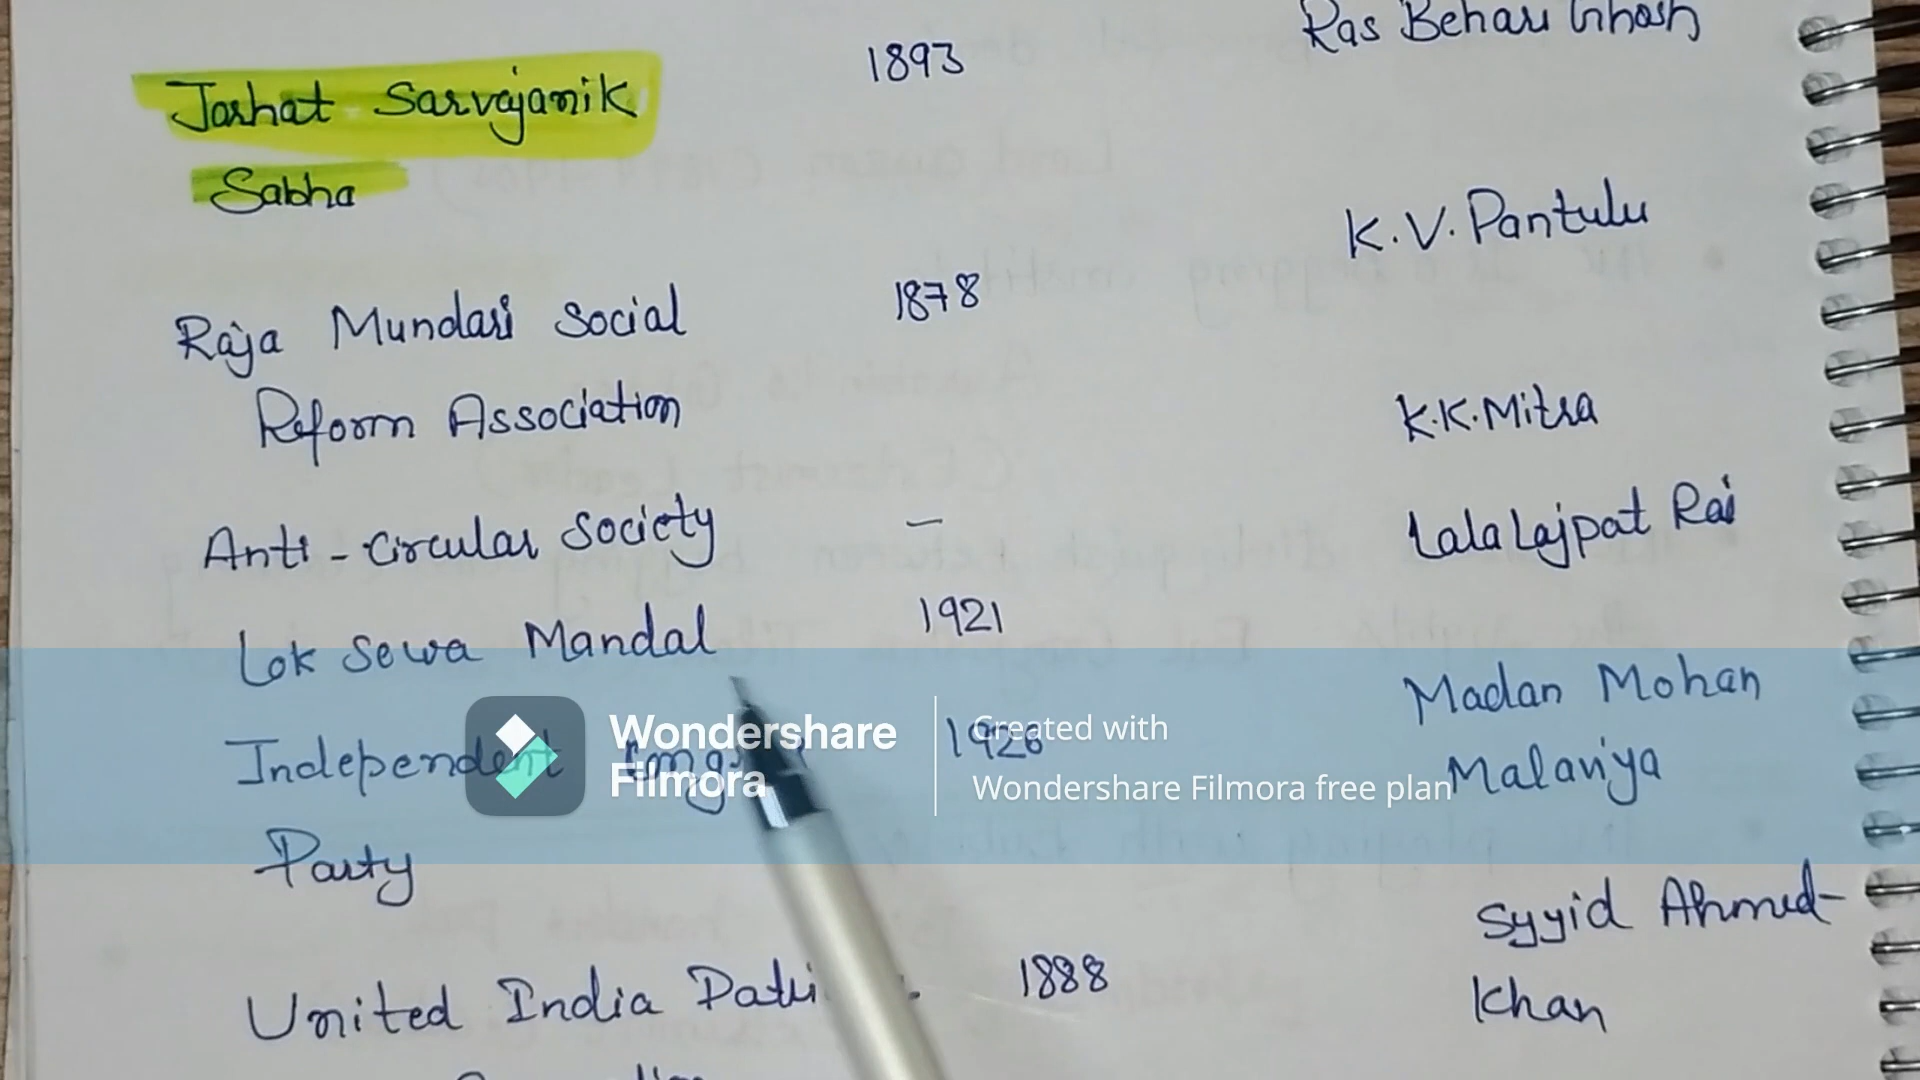 Ras Behari Ghosh
Jorhat Sarvajanik 1893
Sabha
K.V. Pantulu
Raja Mundari Social 1878
Reform Association
K.K. Mitra
Anti-Circular Society —
Lala Lajpat Rai
Lok Sewa Mandal 1921
Madan Mohan
Malaviya
Independent 1926
Party
Wondershare
Filmora
Created with
Wondershare Filmora free plan
Syyid Ahmed-
Khan
United India 1888